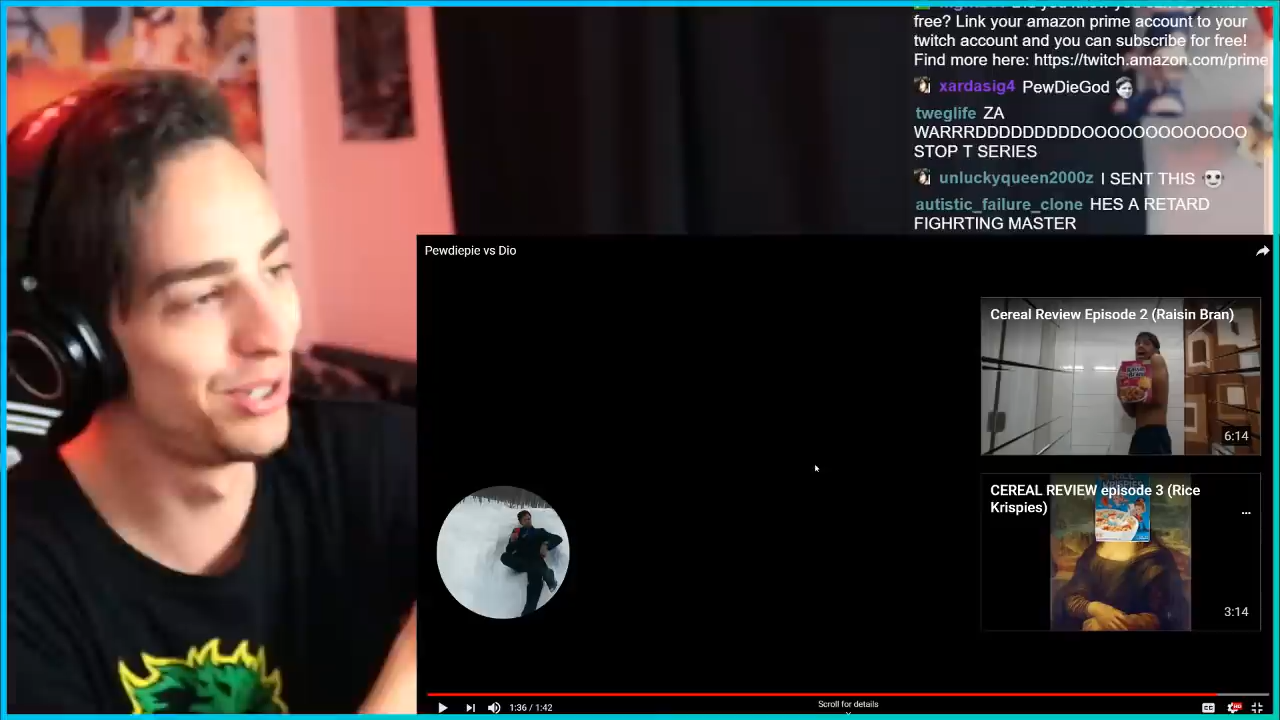 free? Link your amazon prime account to your
twitch account and you can subscribe for free!
Find more here: https://twitch.amazon.com/prime
xardasig4 PewDieGod
tweglife ZA
WARRRDDDDDDDDDOOOOOOOOOOOOO
STOP T SERIES
unluckyqueen2000z I SENT THIS
autistic_failure_clone HES A RETARD
FIGHRTING MASTER
Pewdiepie vs Dio
Cereal Review Episode 2 (Raisin Bran)
6:14
CEREAL REVIEW episode 3 (Rice
Krispies)
3:14
1:36 / 1:42
Scroll for details